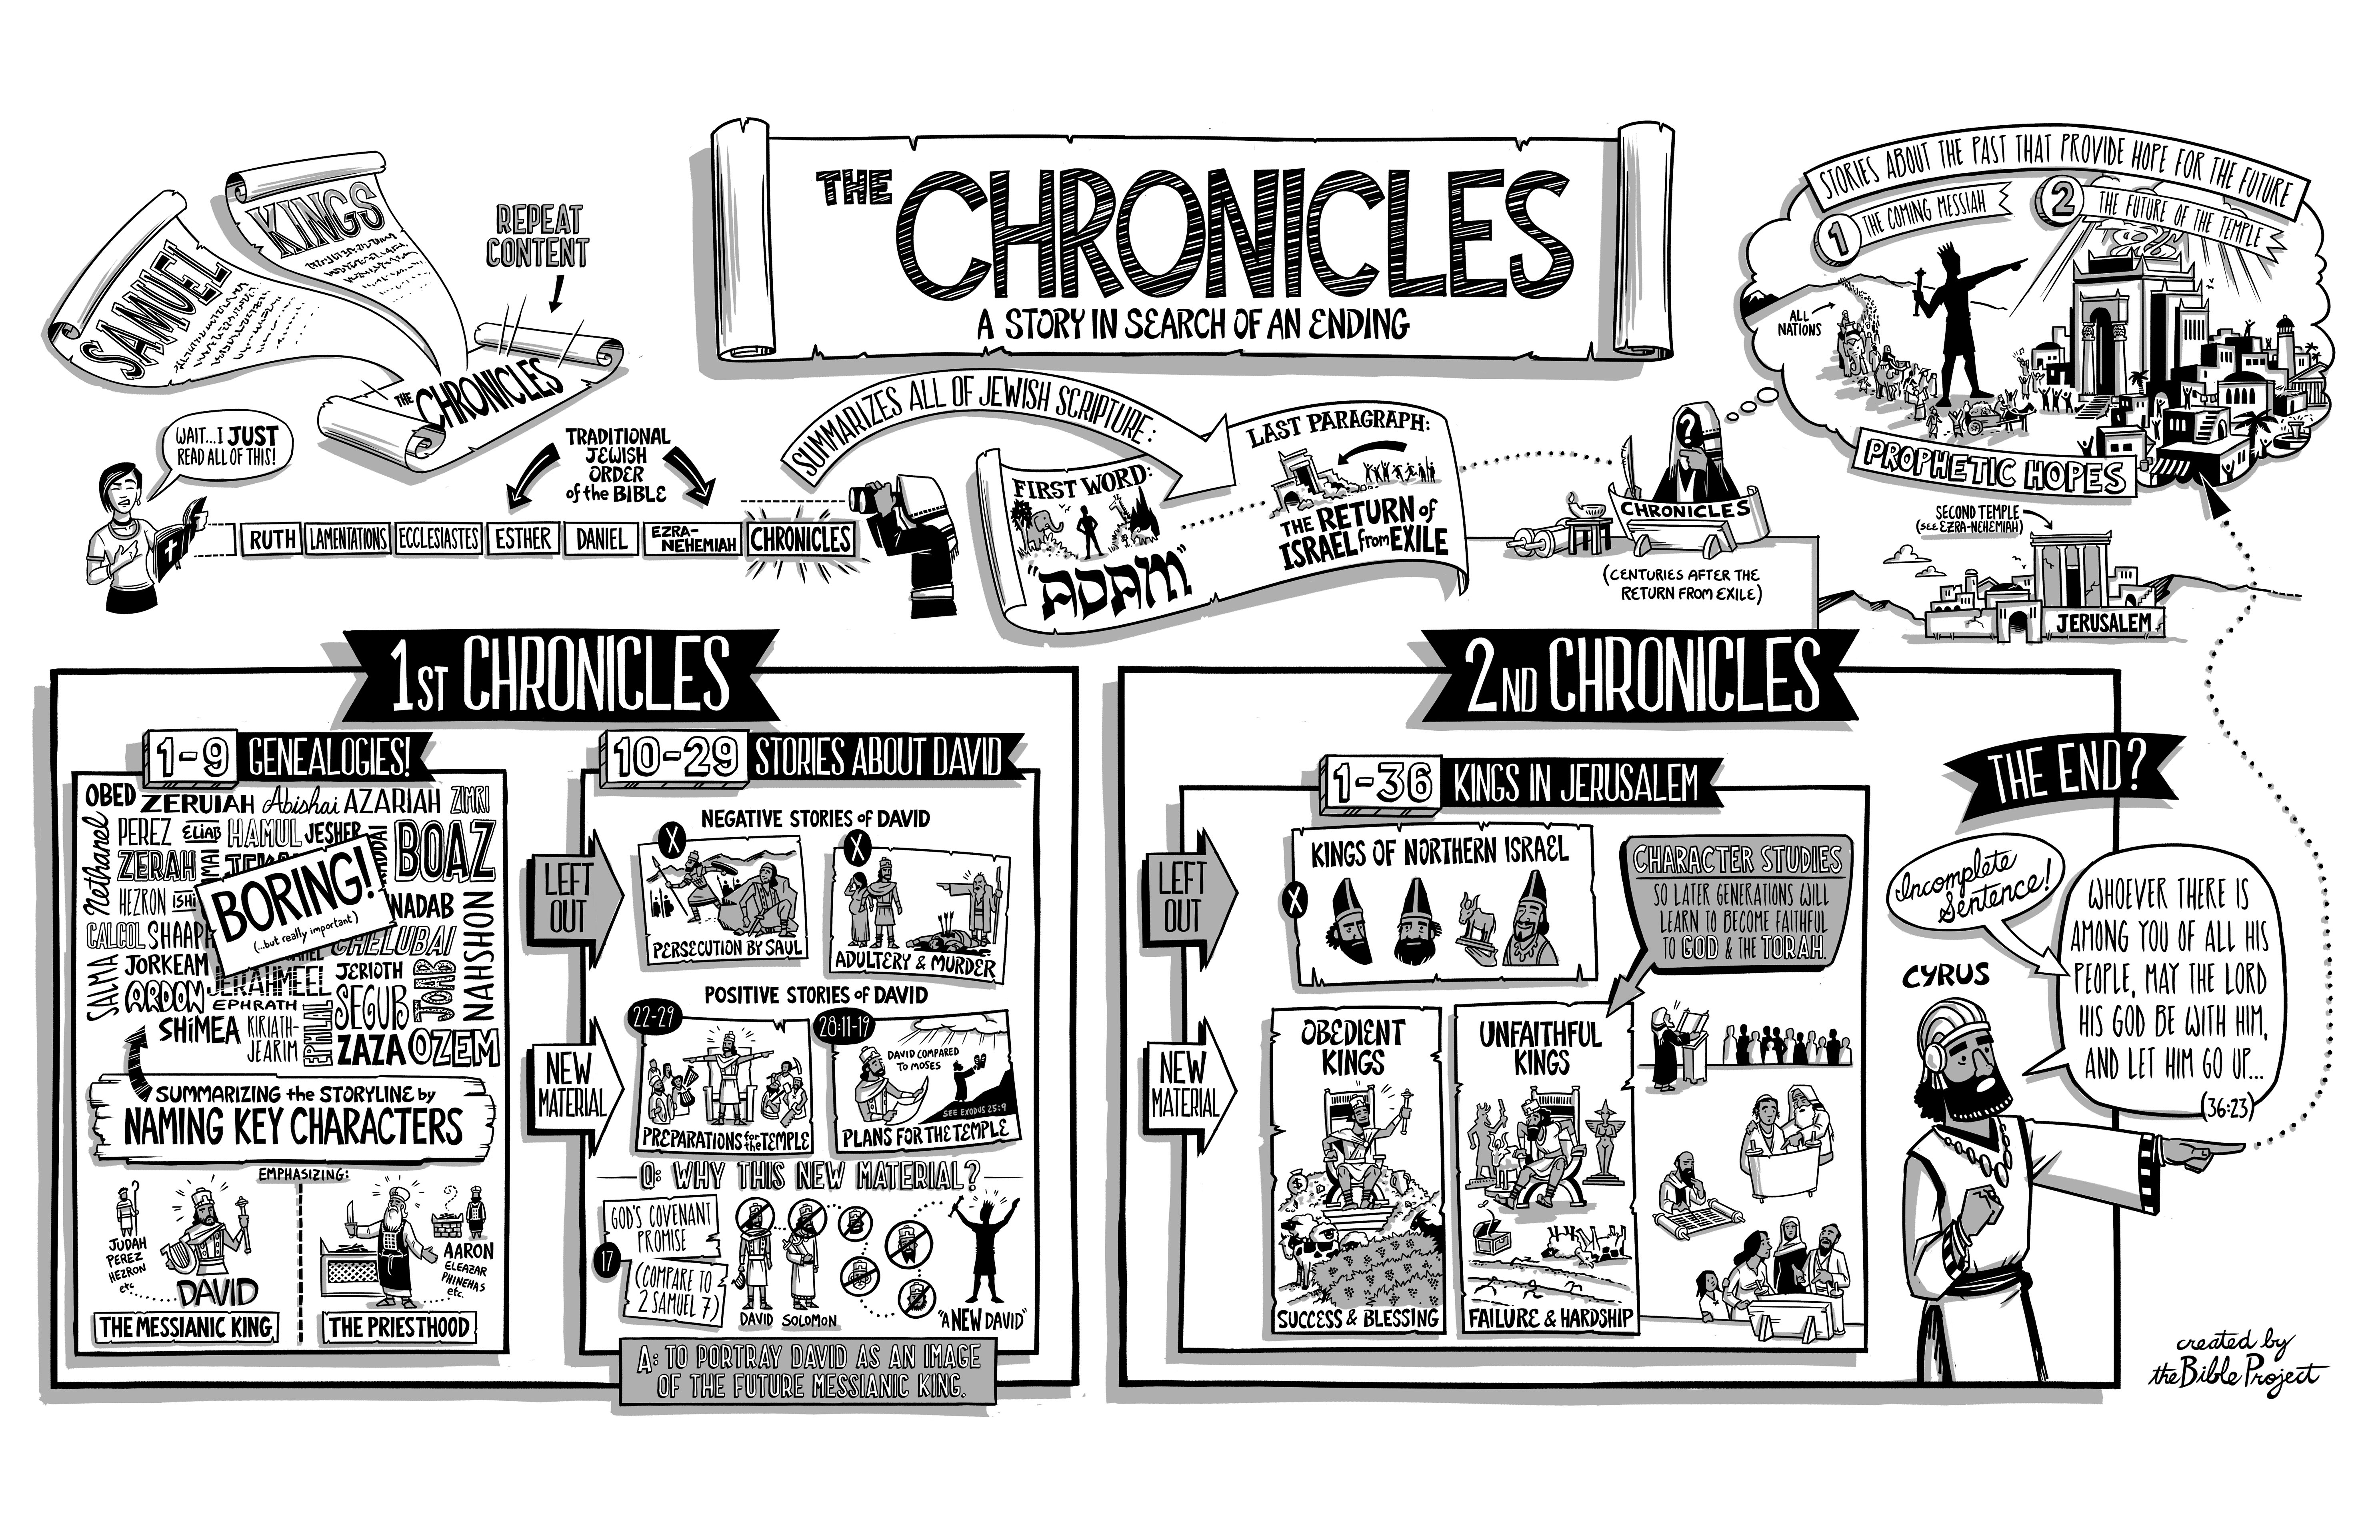 THE CHRONICLES
A STORY IN SEARCH OF AN ENDING
SAMUEL
KINGS
REPEAT
CONTENT
THE CHRONICLES
WAIT...I JUST
READ ALL OF THIS!
TRADITIONAL
JEWISH
ORDER
of the BIBLE
RUTH
LAMENTATIONS
ECCLESIASTES
ESTHER
DANIEL
EZRA-
NEHEMIAH
CHRONICLES
SUMMARIZES ALL OF JEWISH SCRIPTURE:
FIRST WORD:
"ADAM"
LAST PARAGRAPH:
THE RETURN of
ISRAEL from EXILE
?
CHRONICLES
(CENTURIES AFTER THE
RETURN FROM EXILE)
STORIES ABOUT THE PAST THAT PROVIDE HOPE FOR THE FUTURE
1 THE COMING MESSIAH
2 THE FUTURE OF THE TEMPLE
ALL
NATIONS
PROPHETIC HOPES
SECOND TEMPLE
(SEE EZRA-NEHEMIAH)
JERUSALEM
1ST CHRONICLES
1-9 GENEALOGIES!
OBED ZERUIAH Abishai AZARIAH ZIMRI
Nethanel
PEREZ ELIAB HAMUL JESHER
BOAZ
ZERAH
HEZRON ISHI
NADAB
CALCOL SHAAPH
CHELUBAI
SALMA
JORKEAM
JERAHMEEL
JERIOTH
ARDON
EPHRATH
SEGUB
JOAB
NAHSHON
SHIMEA
KIRIATH-
JEARIM
EPHLAL
ZAZA
OZEM
BORING!
(...but really important)
SUMMARIZING the STORYLINE by
NAMING KEY CHARACTERS
EMPHASIZING:
JUDAH
PEREZ
HEZRON
etc
DAVID
THE MESSIANIC KING
?
AARON
ELEAZAR
PHINEHAS
etc.
THE PRIESTHOOD
10-29 STORIES ABOUT DAVID
LEFT
OUT
NEGATIVE STORIES of DAVID
X
PERSECUTION BY SAUL
X
ADULTERY & MURDER
NEW
MATERIAL
POSITIVE STORIES of DAVID
22-29
PREPARATIONS for the TEMPLE
28:11-19
DAVID COMPARED
TO MOSES
SEE EXODUS 25:9
PLANS FOR THE TEMPLE
Q: WHY THIS NEW MATERIAL?
GOD'S COVENANT
PROMISE
17
(COMPARE TO
2 SAMUEL 7)
DAVID
SOLOMON
"A NEW DAVID"
A: TO PORTRAY DAVID AS AN IMAGE
OF THE FUTURE MESSIANIC KING.
2ND CHRONICLES
1-36 KINGS IN JERUSALEM
LEFT
OUT
X
KINGS OF NORTHERN ISRAEL
CHARACTER STUDIES
SO LATER GENERATIONS WILL
LEARN TO BECOME FAITHFUL
TO GOD & THE TORAH.
NEW
MATERIAL
OBEDIENT
KINGS
$
SUCCESS & BLESSING
UNFAITHFUL
KINGS
FAILURE & HARDSHIP
THE END?
Incomplete
Sentence!
CYRUS
WHOEVER THERE IS
AMONG YOU OF ALL HIS
PEOPLE, MAY THE LORD
HIS GOD BE WITH HIM,
AND LET HIM GO UP...
(36:23)
created by
the Bible Project